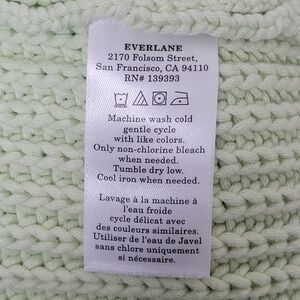 EVERLANE
2170 Folsom Street,
San Francisco, CA 94110
RN# 139393
Machine wash cold
gentle cycle
with like colors.
Only non-chlorine bleach
when needed.
Tumble dry low.
Cool iron when needed.
Lavage à la machine à
l'eau froide
cycle délicat avec
des couleurs similaires.
Utiliser de l'eau de Javel
sans chlore uniquement
si nécessaire.